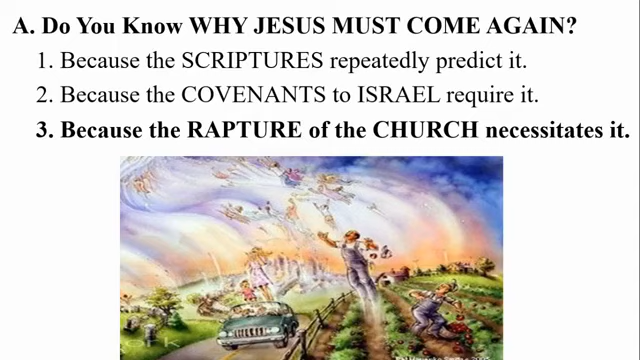 A. Do You Know WHY JESUS MUST COME AGAIN?
1. Because the SCRIPTURES repeatedly predict it.
2. Because the COVENANTS to ISRAEL require it.
3. Because the RAPTURE of the CHURCH necessitates it.